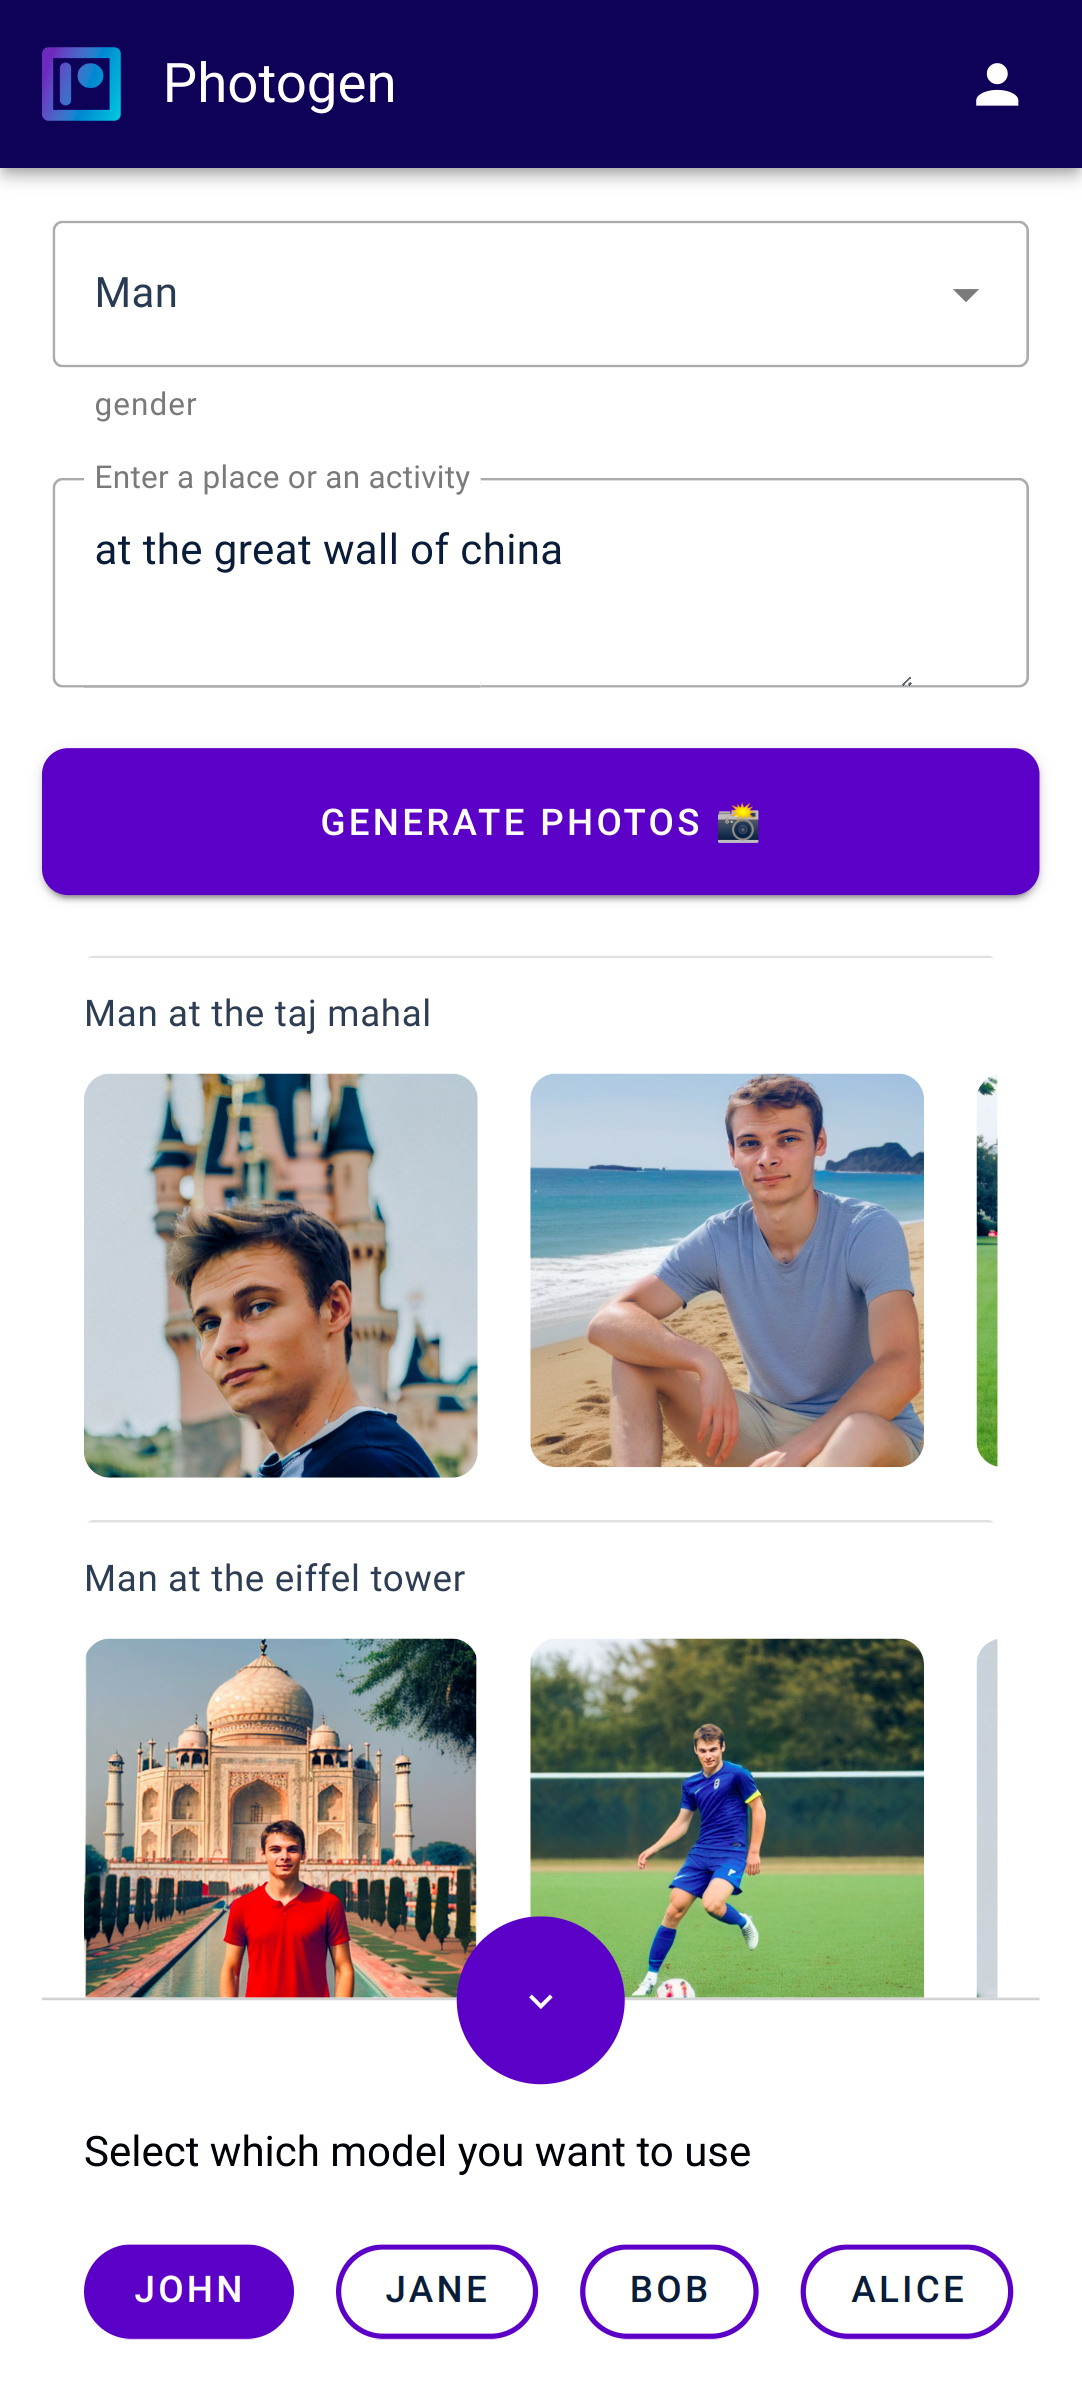 Photogen
Man
gender
Enter a place or an activity
at the great wall of china
GENERATE PHOTOS 📸
Man at the taj mahal
Man at the eiffel tower
Select which model you want to use
JOHN JANE BOB ALICE